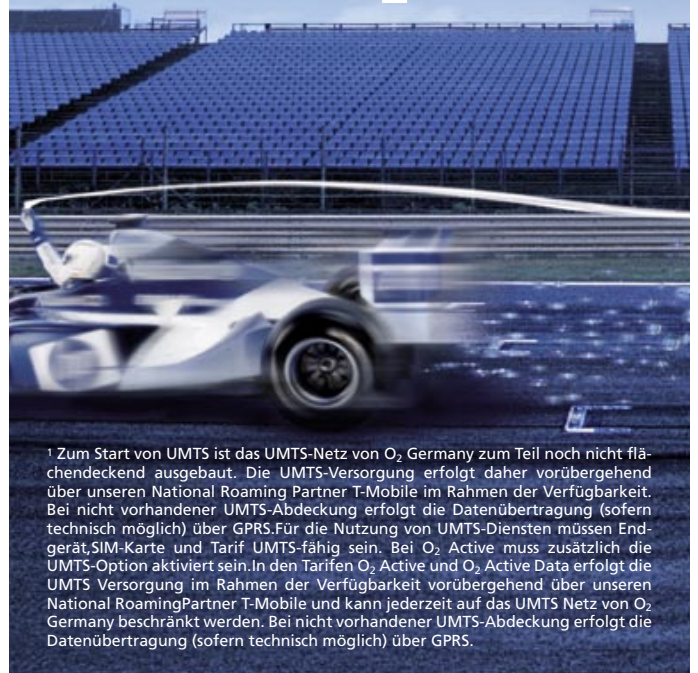 ¹ Zum Start von UMTS ist das UMTS-Netz von O₂ Germany zum Teil noch nicht flä-
chendeckend ausgebaut. Die UMTS-Versorgung erfolgt daher vorübergehend
über unseren National Roaming Partner T-Mobile im Rahmen der Verfügbarkeit.
Bei nicht vorhandener UMTS-Abdeckung erfolgt die Datenübertragung (sofern
technisch möglich) über GPRS.Für die Nutzung von UMTS-Diensten müssen End-
gerät,SIM-Karte und Tarif UMTS-fähig sein. Bei O₂ Active muss zusätzlich die
UMTS-Option aktiviert sein.In den Tarifen O₂ Active und O₂ Active Data erfolgt die
UMTS Versorgung im Rahmen der Verfügbarkeit vorübergehend über unseren
National RoamingPartner T-Mobile und kann jederzeit auf das UMTS Netz von O₂
Germany beschränkt werden. Bei nicht vorhandener UMTS-Abdeckung erfolgt die
Datenübertragung (sofern technisch möglich) über GPRS.